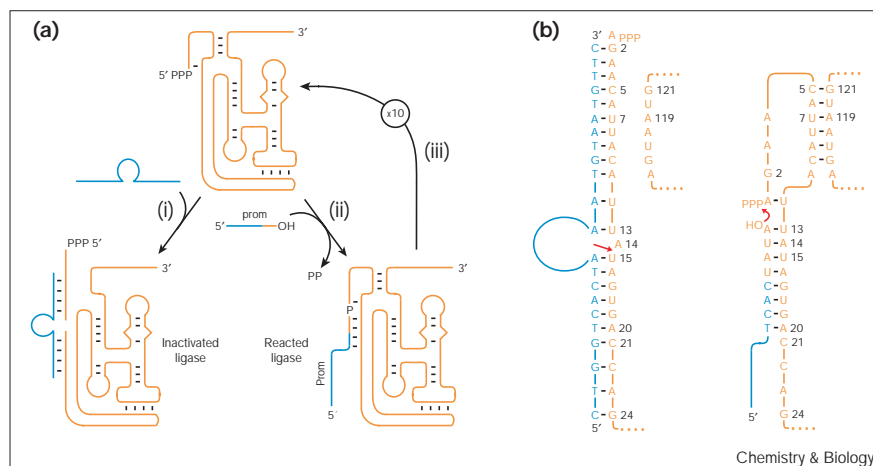 (a)
3′
5′ PPP
x10
(iii)
(i)
prom
5′
OH
(ii)
PP
PPP 5′
3′
Inactivated
ligase
3′
Reacted
ligase
P
Prom
5′
(b)
3′ A PPP
C G 2
T A
T A
G C 5
T A
A U 7
A U
T A
G C
T A
A U
A U 13
A 14
A U 15
T A
C G
A U
C G
T A 20
G C 21
G C
T A
C G 24
5′
G 121
U
A 119
A
U
G
A
5 C G 121
A U
7 U A 119
U A
A U
C G
A A
A
A
G 2
PPP A U
HO A U 13
U A 14
A U 15
U A
C G
A U
C G
T A 20
C 21
C
A
G 24
5′
Chemistry & Biology